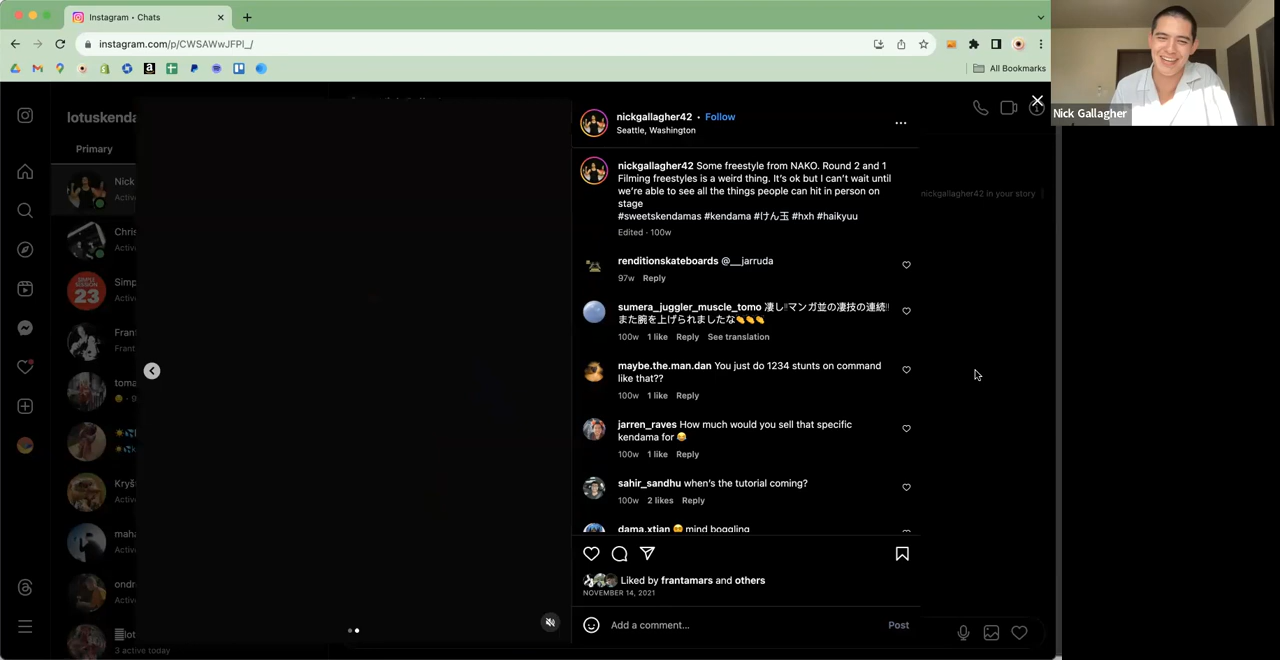 Instagram • Chats
instagram.com/p/CWSAWwJFPl_/
All Bookmarks
Nick Gallagher
lotuskenda
Primary
Nick
Active
Chris
Active
Simp
Active
Fran
Frant
toma
Kryš
Active
maha
Active
ondr
Active
lot
3 active today
nickgallagher42 in your story
nickgallagher42 • Follow
Seattle, Washington
nickgallagher42 Some freestyle from NAKO. Round 2 and 1
Filming freestyles is a weird thing. It's ok but I can't wait until
we're able to see all the things people can hit in person on
stage
#sweetskendamas #kendama #けん玉 #hxh #haikyuu
Edited · 100w
renditionskateboards @__jarruda
97w Reply
sumera_juggler_muscle_tomo 凄し‼️マンガ並の凄技の連続‼️
また腕を上げられましたな👏👏👏
100w 1 like Reply See translation
maybe.the.man.dan You just do 1234 stunts on command
like that??
100w 1 like Reply
jarren_raves How much would you sell that specific
kendama for 😂
100w 1 like Reply
sahir_sandhu when's the tutorial coming?
100w 2 likes Reply
dama.xtian 🤯 mind boggling
Liked by frantamars and others
NOVEMBER 14, 2021
Add a comment...
Post